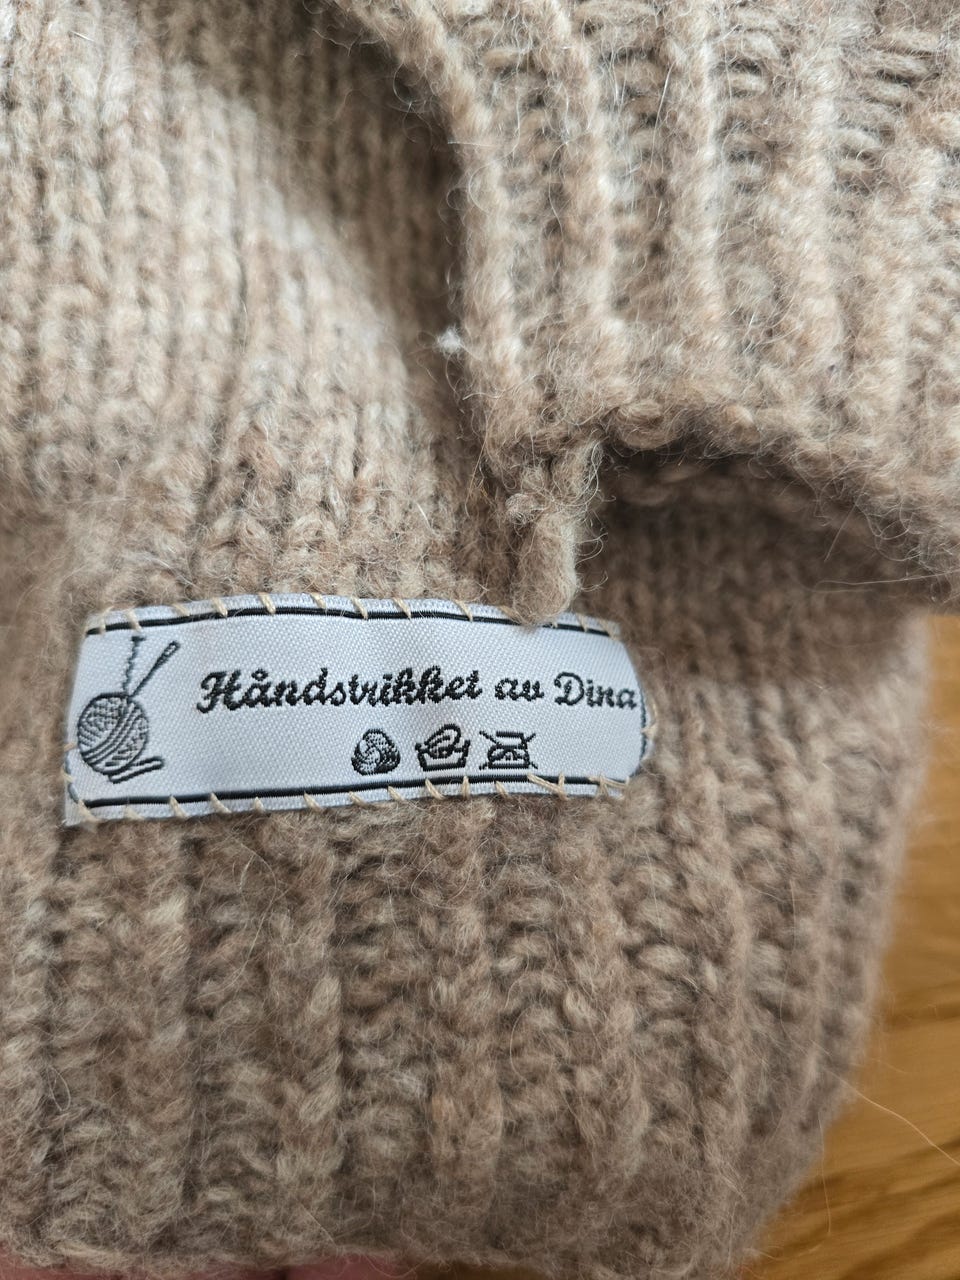 Håndstrikket av Dina